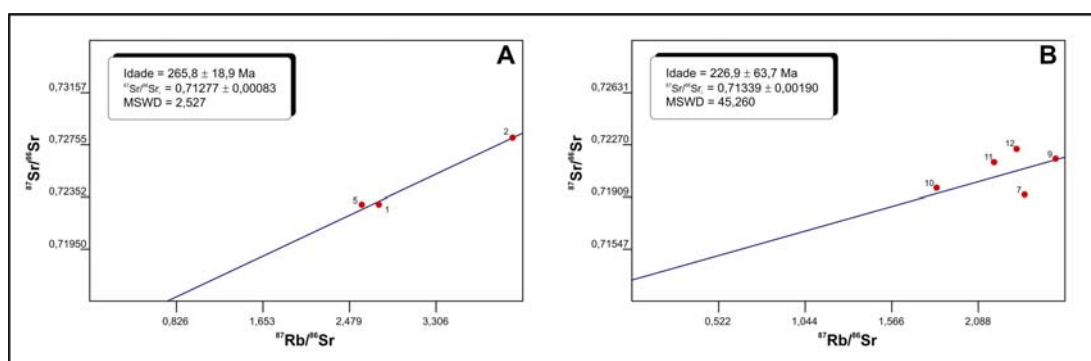 A
Idade = 265,8 ± 18,9 Ma
⁸⁷Sr/⁸⁶Srᵢ = 0,71277 ± 0,00083
MSWD = 2,527
⁸⁷Sr/⁸⁶Sr
0,73157
0,72755
0,72352
0,71950
2
5
1
0,826
1,653
2,479
3,306
⁸⁷Rb/⁸⁶Sr
B
Idade = 226,9 ± 63,7 Ma
⁸⁷Sr/⁸⁶Srᵢ = 0,71339 ± 0,00190
MSWD = 45,260
⁸⁷Sr/⁸⁶Sr
0,72631
0,72270
0,71909
0,71547
12
11
9
10
7
0,522
1,044
1,566
2,088
⁸⁷Rb/⁸⁶Sr